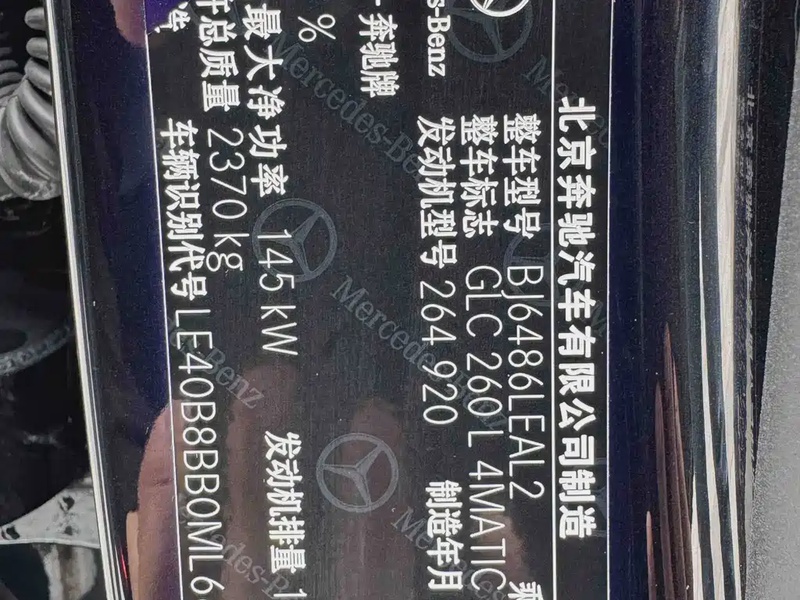 北京奔驰汽车有限公司制造
整车型号 BJ6486LEAL2
整车标志 GLC 260 L 4MATIC
发动机型号 264 920 制造年月
奔驰牌
% 发动机排量
最大净功率 145 kW
总质量 2370 kg
车辆识别代号 LE40B8BB0ML6
Mercedes-Benz